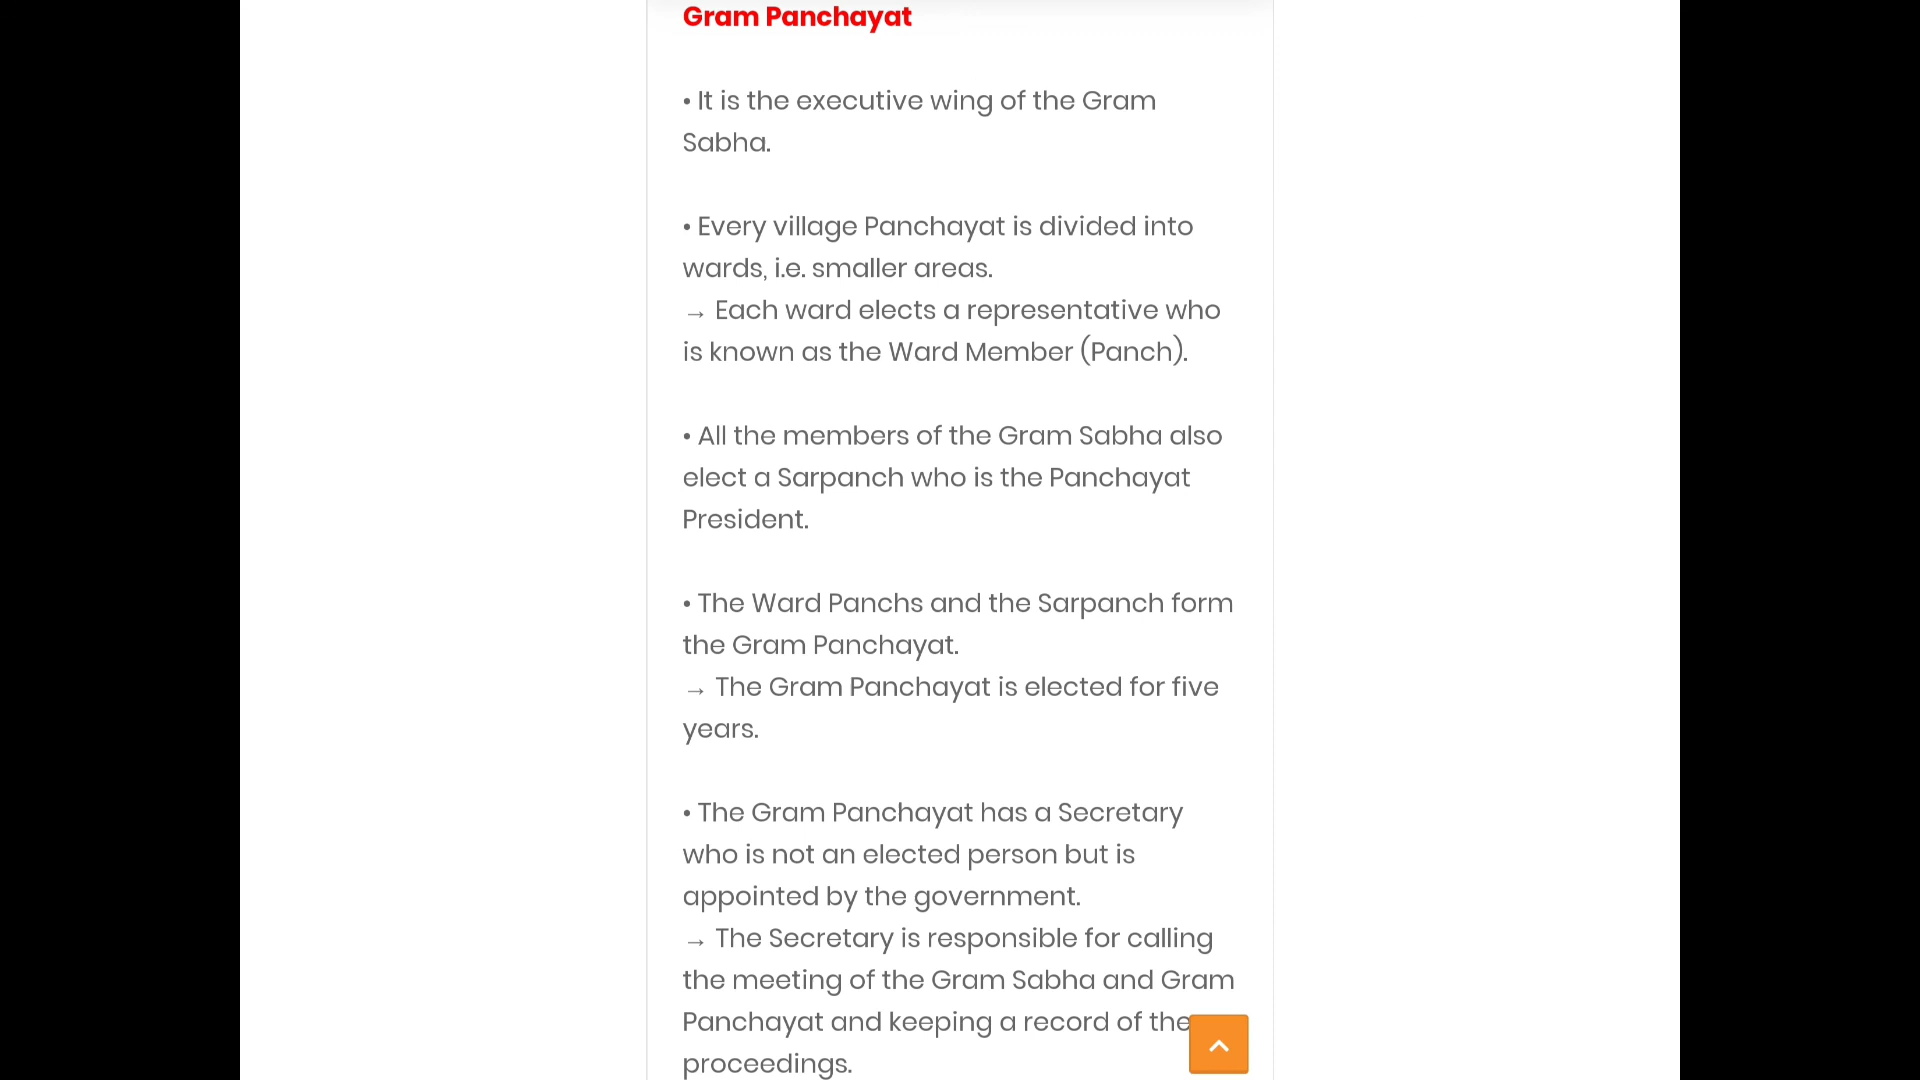 Gram Panchayat
• It is the executive wing of the Gram
Sabha.
• Every village Panchayat is divided into
wards, i.e. smaller areas.
→ Each ward elects a representative who
is known as the Ward Member (Panch).
• All the members of the Gram Sabha also
elect a Sarpanch who is the Panchayat
President.
• The Ward Panchs and the Sarpanch form
the Gram Panchayat.
→ The Gram Panchayat is elected for five
years.
• The Gram Panchayat has a Secretary
who is not an elected person but is
appointed by the government.
→ The Secretary is responsible for calling
the meeting of the Gram Sabha and Gram
Panchayat and keeping a record of the
proceedings.